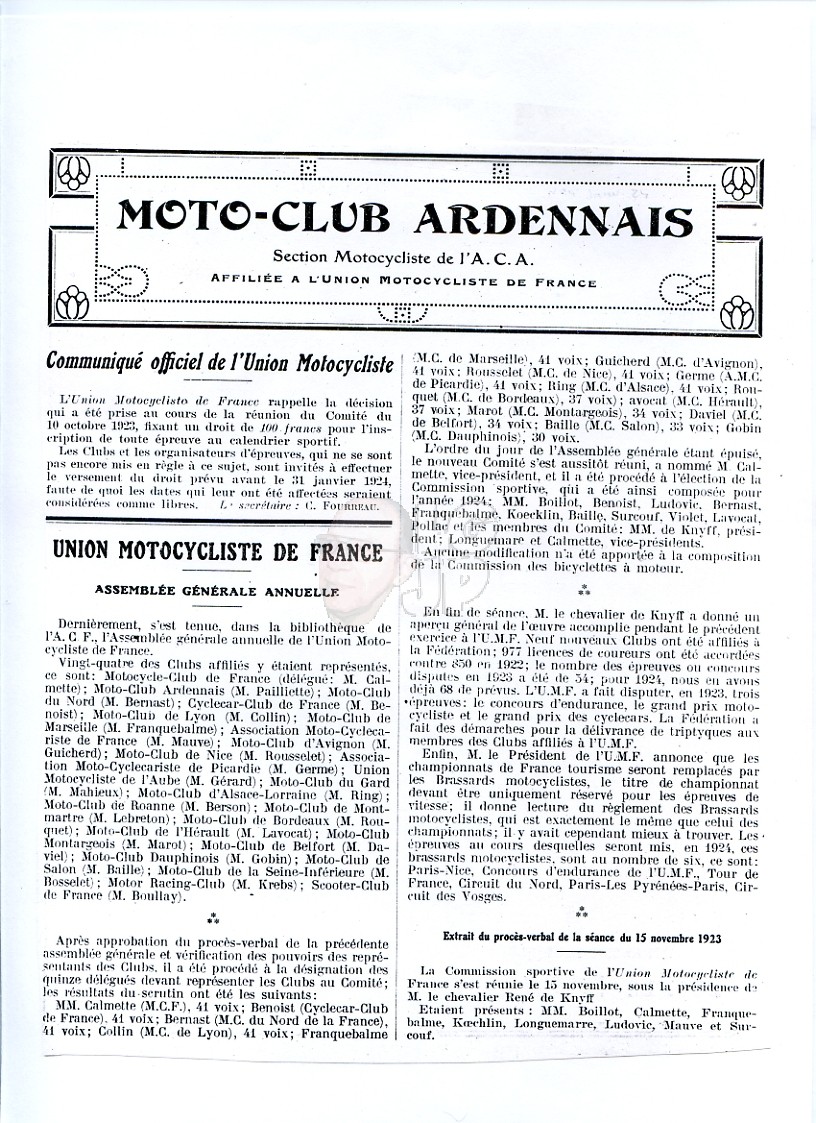 MOTO-CLUB ARDENNAIS
Section Motocycliste de l'A.C.A.
AFFILIÉE A L'UNION MOTOCYCLISTE DE FRANCE
Communiqué officiel de l'Union Motocycliste
L'Union Motocycliste de France rappelle la décision
qui a été prise au cours de la réunion du Comité du
10 octobre 1923, fixant un droit de 100 francs pour l'ins-
cription de toute épreuve au calendrier sportif.
Les Clubs et les organisateurs d'épreuves, qui ne se sont
pas encore mis en règle à ce sujet, sont invités à effectuer
le versement du droit prévu avant le 31 janvier 1924,
faute de quoi les dates qui leur ont été affectées seraient
considérées comme libres. Le secrétaire : C. FOURREAU.
UNION MOTOCYCLISTE DE FRANCE
ASSEMBLÉE GÉNÉRALE ANNUELLE
Dernièrement, s'est tenue, dans la bibliothèque de
l'A. C F., l'Assemblée générale annuelle de l'Union Moto-
cycliste de France.
Vingt-quatre des Clubs affiliés y étaient représentés,
ce sont: Motocycle-Club de France (délégué: M. Cal-
mette); Moto-Club Ardennais (M. Pailliette); Moto-Club
du Nord (M. Bernast); Cyclecar-Club de France (M. Be-
noist); Moto-Club de Lyon (M. Collin); Moto-Club de
Marseille (M. Franquebalme); Association Moto-Cycleca-
riste de France (M. Mauve); Moto-Club d'Avignon (M.
Guicherd); Moto-Club de Nice (M. Rousselet); Associa-
tion Moto-Cyclecariste de Picardie (M. Germe); Union
Motocycliste de l'Aube (M. Gérard); Moto-Club du Gard
(M. Mahieux); Moto-Club d'Alsace-Lorraine (M. Ring);
Moto-Club de Roanne (M. Berson); Moto-Club de Mont-
martre (M. Lebreton); Moto-Club de Bordeaux (M. Rou-
quet); Moto-Club de l'Hérault (M. Lavocat); Moto-Club
Montargeois (M. Marot); Moto-Club de Belfort (M. Da-
viel); Moto-Club Dauphinois (M. Gobin); Moto-Club de
Salon (M. Baille); Moto-Club de la Seine-Inférieure (M.
Bosselet); Motor Racing-Club (M. Krebs); Scooter-Club
de France (M. Boullay).
Après approbation du procès-verbal de la précédente
assemblée générale et vérification des pouvoirs des repré-
sentants des Clubs, il a été procédé à la désignation des
quinze délégués devant représenter les Clubs au Comité;
les résultats du scrutin ont été les suivants:
MM. Calmette (M.C.F.), 41 voix; Benoist (Cyclecar-Club
de France). 41 voix; Bernast (M.C. du Nord de la France),
41 voix; Collin (M.C. de Lyon), 41 voix; Franquebalme
(M.C. de Marseille), 41 voix; Guicherd (M.C. d'Avignon),
41 voix; Rousselet (M.C. de Nice), 41 voix; Germe (A.M.C.
de Picardie), 41 voix; Ring (M.C. d'Alsace), 41 voix; Rou-
quet (M.C. de Bordeaux), 37 voix); avocat (M.C. Hérault),
37 voix; Marot (M.C. Montargeois), 34 voix; Daviel (M.C.
de Belfort), 34 voix; Baille (M.C. Salon), 33 voix; Gobin
(M.C. Dauphinois), 30 voix.
L'ordre du jour de l'Assemblée générale étant épuisé,
le nouveau Comité s'est aussitôt réuni, a nommé M. Cal-
mette, vice-président, et il a été procédé à l'élection de la
Commission sportive, qui a été ainsi composée pour
l'année 1924: MM. Boillot, Benoist, Ludovic, Bernast,
Franquebalme, Koecklin, Baille, Surcouf, Violet, Lavocat,
Pollac et les membres du Comité: MM. de Knyff, prési-
dent; Longuemare et Calmette, vice-présidents.
Aucune modification n'a été apportée à la composition
de la Commission des bicyclettes à moteur.
En fin de séance, M. le chevalier de Knyff a donné un
aperçu général de l'œuvre accomplie pendant le précédent
exercice à l'U.M.F. Neuf nouveaux Clubs ont été affiliés à
la Fédération; 977 licences de coureurs ont été accordées
contre 850 en 1922; le nombre des épreuves ou concours
disputés en 1923 a été de 54; pour 1924, nous en avons
déjà 68 de prévus. L'U.M.F. a fait disputer, en 1923, trois
épreuves: le concours d'endurance, le grand prix moto-
cycliste et le grand prix des cyclecars. La Fédération a
fait des démarches pour la délivrance de triptyques aux
membres des Clubs affiliés à l'U.M.F.
Enfin, M. le Président de l'U.M.F. annonce que les
championnats de France tourisme seront remplacés par
les Brassards motocyclistes, le titre de championnat
devant être uniquement réservé pour les épreuves de
vitesse; il donne lecture du règlement des Brassards
motocyclistes, qui est exactement le même que celui des
championnats; il y avait cependant mieux à trouver. Les
épreuves au cours desquelles seront mis, en 1924, ces
brassards motocyclistes, sont au nombre de six, ce sont:
Paris-Nice, Concours d'endurance de l'U.M.F., Tour de
France, Circuit du Nord, Paris-Les Pyrénées-Paris, Cir-
cuit des Vosges.
Extrait du procès-verbal de la séance du 15 novembre 1923
La Commission sportive de l'Union Motocycliste de
France s'est réunie le 15 novembre, sous la présidence de
M. le chevalier René de Knyff
Etaient présents : MM. Boillot, Calmette, Franque-
balme, Kœchlin, Longuemarre, Ludovic, Mauve et Sur-
couf.
JP